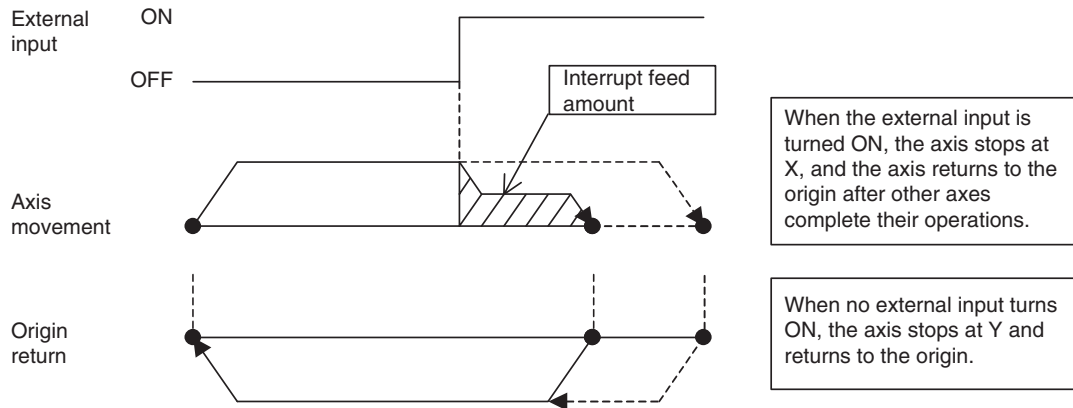 External input
ON
OFF
Interrupt feed
amount
When the external input is
turned ON, the axis stops at
X, and the axis returns to the
origin after other axes
complete their operations.
Axis
movement
When no external input turns
ON, the axis stops at Y and
returns to the origin.
Origin
return